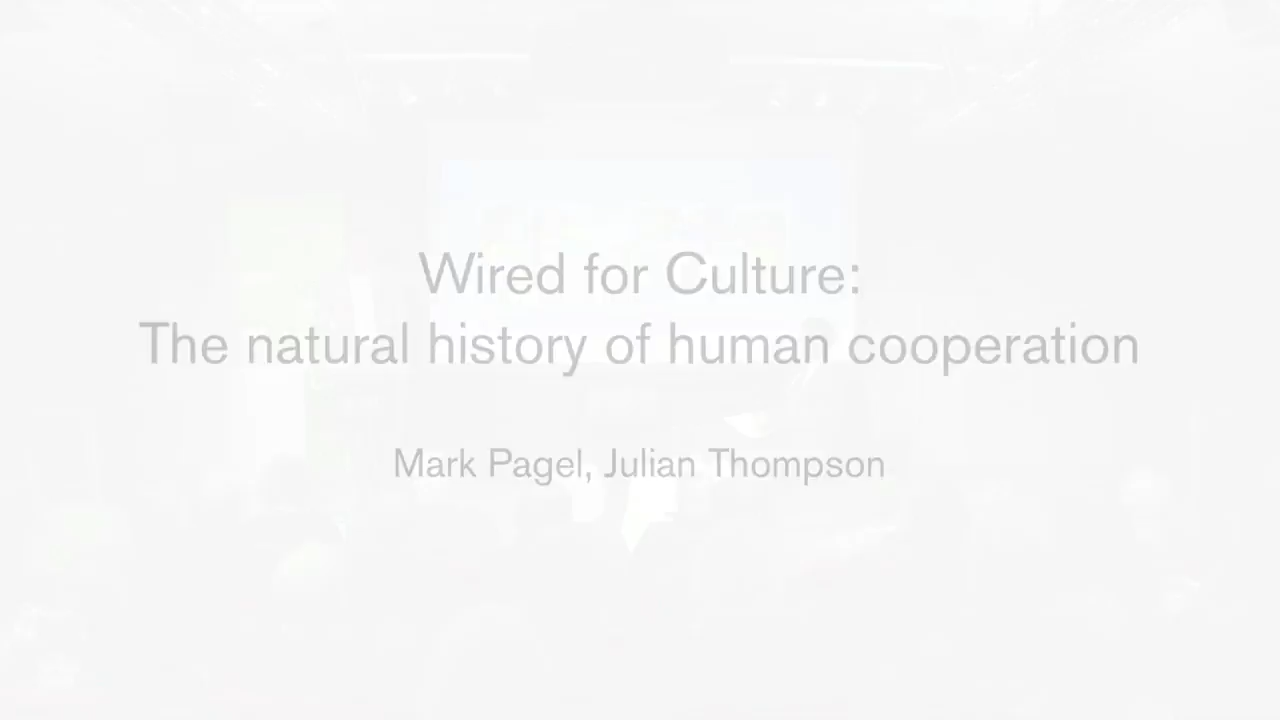 Wired for Culture:
The natural history of human cooperation
Mark Pagel, Julian Thompson